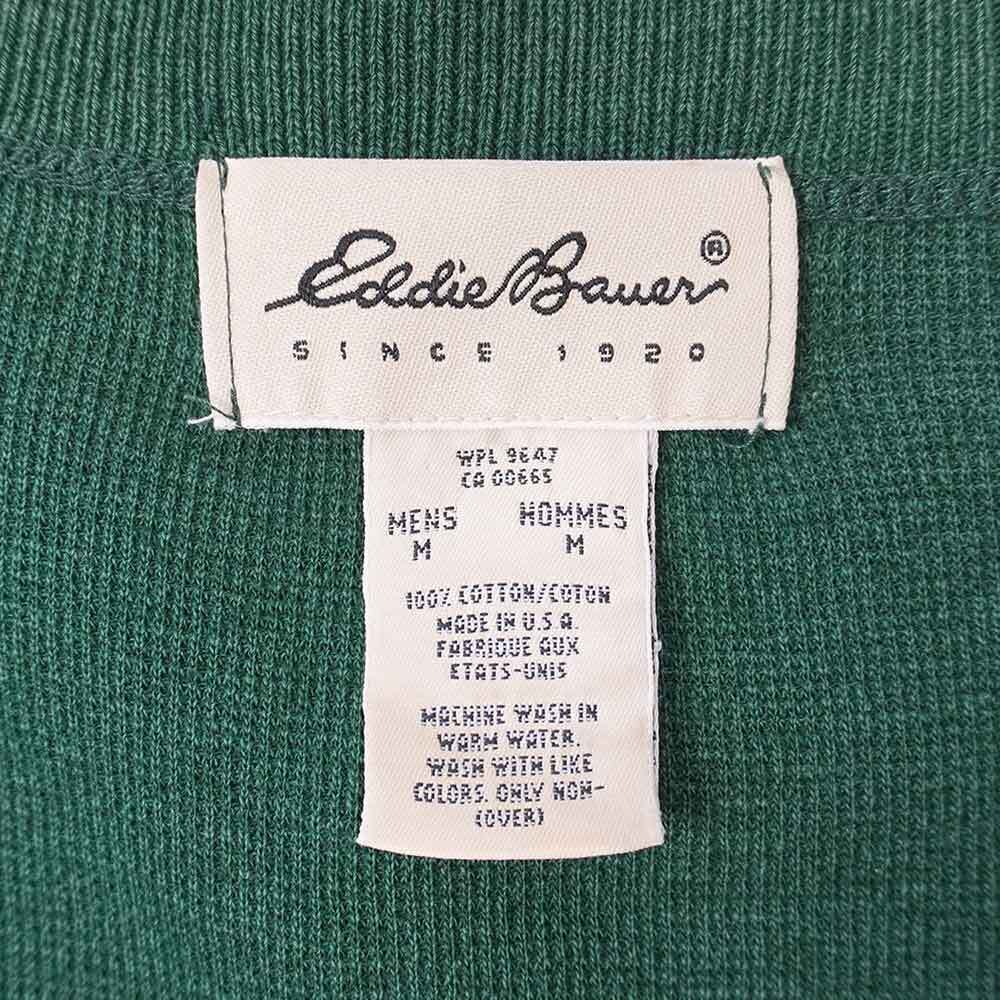 Eddie Bauer®
SINCE 1920
WPL 9647
CA 00665
MENS HOMMES
M M
100% COTTON/COTON
MADE IN U.S.A.
FABRIQUE AUX
ETATS-UNIS
MACHINE WASH IN
WARM WATER.
WASH WITH LIKE
COLORS. ONLY NON-
(OVER)